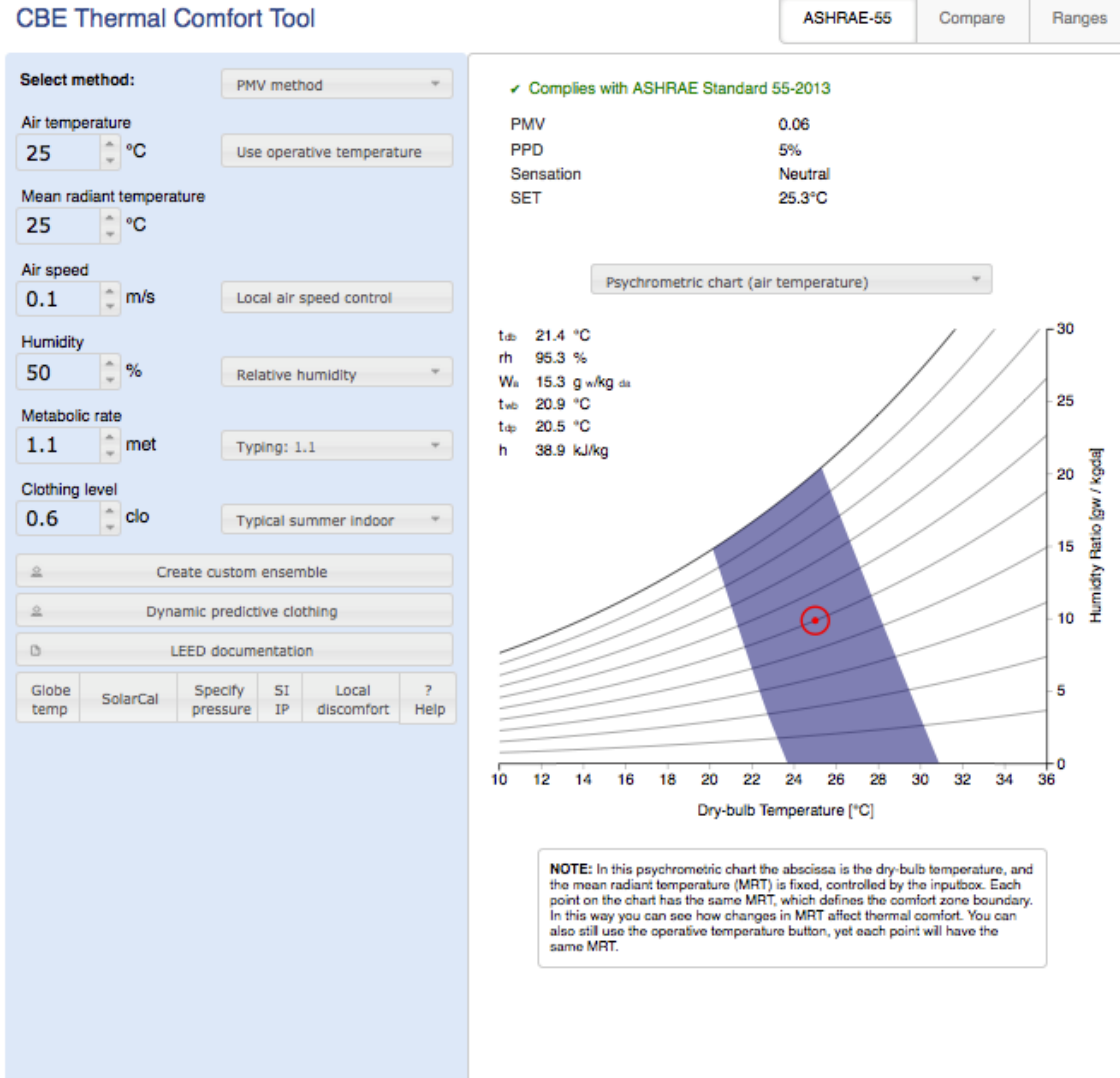 CBE Thermal Comfort Tool
ASHRAE-55 Compare Ranges
Select method:
PMV method
Air temperature
25 °C
Use operative temperature
Mean radiant temperature
25 °C
Air speed
0.1 m/s
Local air speed control
Humidity
50 %
Relative humidity
Metabolic rate
1.1 met
Typing: 1.1
Clothing level
0.6 clo
Typical summer indoor
Create custom ensemble
Dynamic predictive clothing
LEED documentation
Globe temp
SolarCal
Specify pressure
SI IP
Local discomfort
? Help
✔ Complies with ASHRAE Standard 55-2013
PMV 0.06
PPD 5%
Sensation Neutral
SET 25.3°C
Psychrometric chart (air temperature)
tdb 21.4 °C
rh 95.3 %
Wa 15.3 g w/kg da
twb 20.9 °C
tdp 20.5 °C
h 38.9 kJ/kg
30
25
20
15
10
5
0
Humidity Ratio [gw / kgda]
10 12 14 16 18 20 22 24 26 28 30 32 34 36
Dry-bulb Temperature [°C]
NOTE: In this psychrometric chart the abscissa is the dry-bulb temperature, and
the mean radiant temperature (MRT) is fixed, controlled by the inputbox. Each
point on the chart has the same MRT, which defines the comfort zone boundary.
In this way you can see how changes in MRT affect thermal comfort. You can
also still use the operative temperature button, yet each point will have the
same MRT.